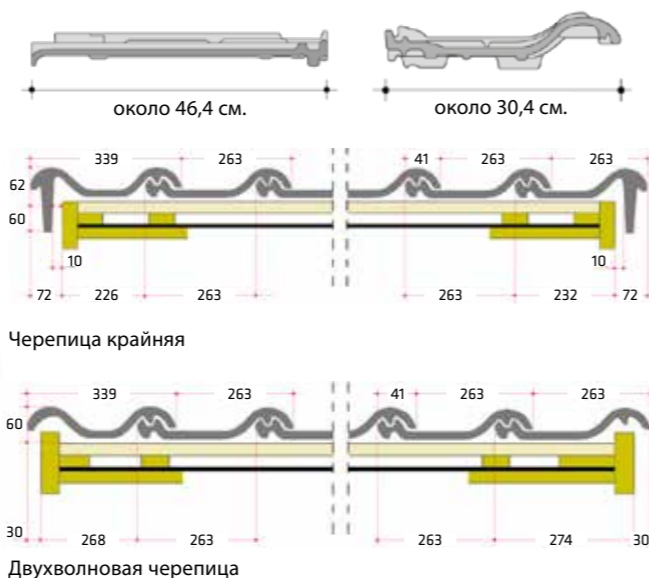 около 46,4 см. около 30,4 см.
339 263 41 263 263
62
60
10 10
72 226 263 263 232 72
Черепица крайняя
339 263 41 263 263
60
30 268 263 263 274 30
Двухволновая черепица